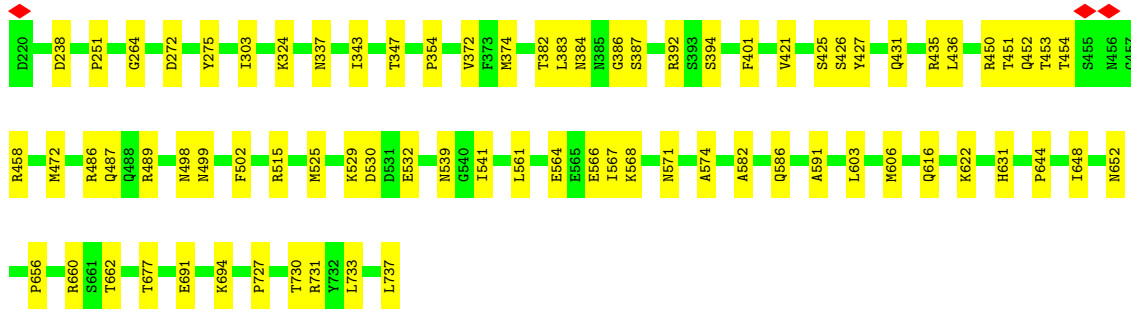 D220 D238 P251 G264 D272 Y275 I303 K324 N337 I343 T347 P354 V372 F373 M374 T382 L383 N384 N385 G386 S387 R392 S393 S394 F401 V421 S425 S426 Y427 Q431 R435 L436 R450 T451 Q452 T453 T454 S455 N456 G457
R458 M472 R486 Q487 Q488 R489 N498 N499 F502 R515 M525 K529 D530 D531 E532 N539 G540 I541 L561 E564 E565 E566 I567 K568 N571 A574 A582 Q586 A591 L603 M606 Q616 K622 H631 P644 I648 N652
P656 R660 S661 T662 T677 E691 K694 P727 T730 R731 Y732 L733 L737